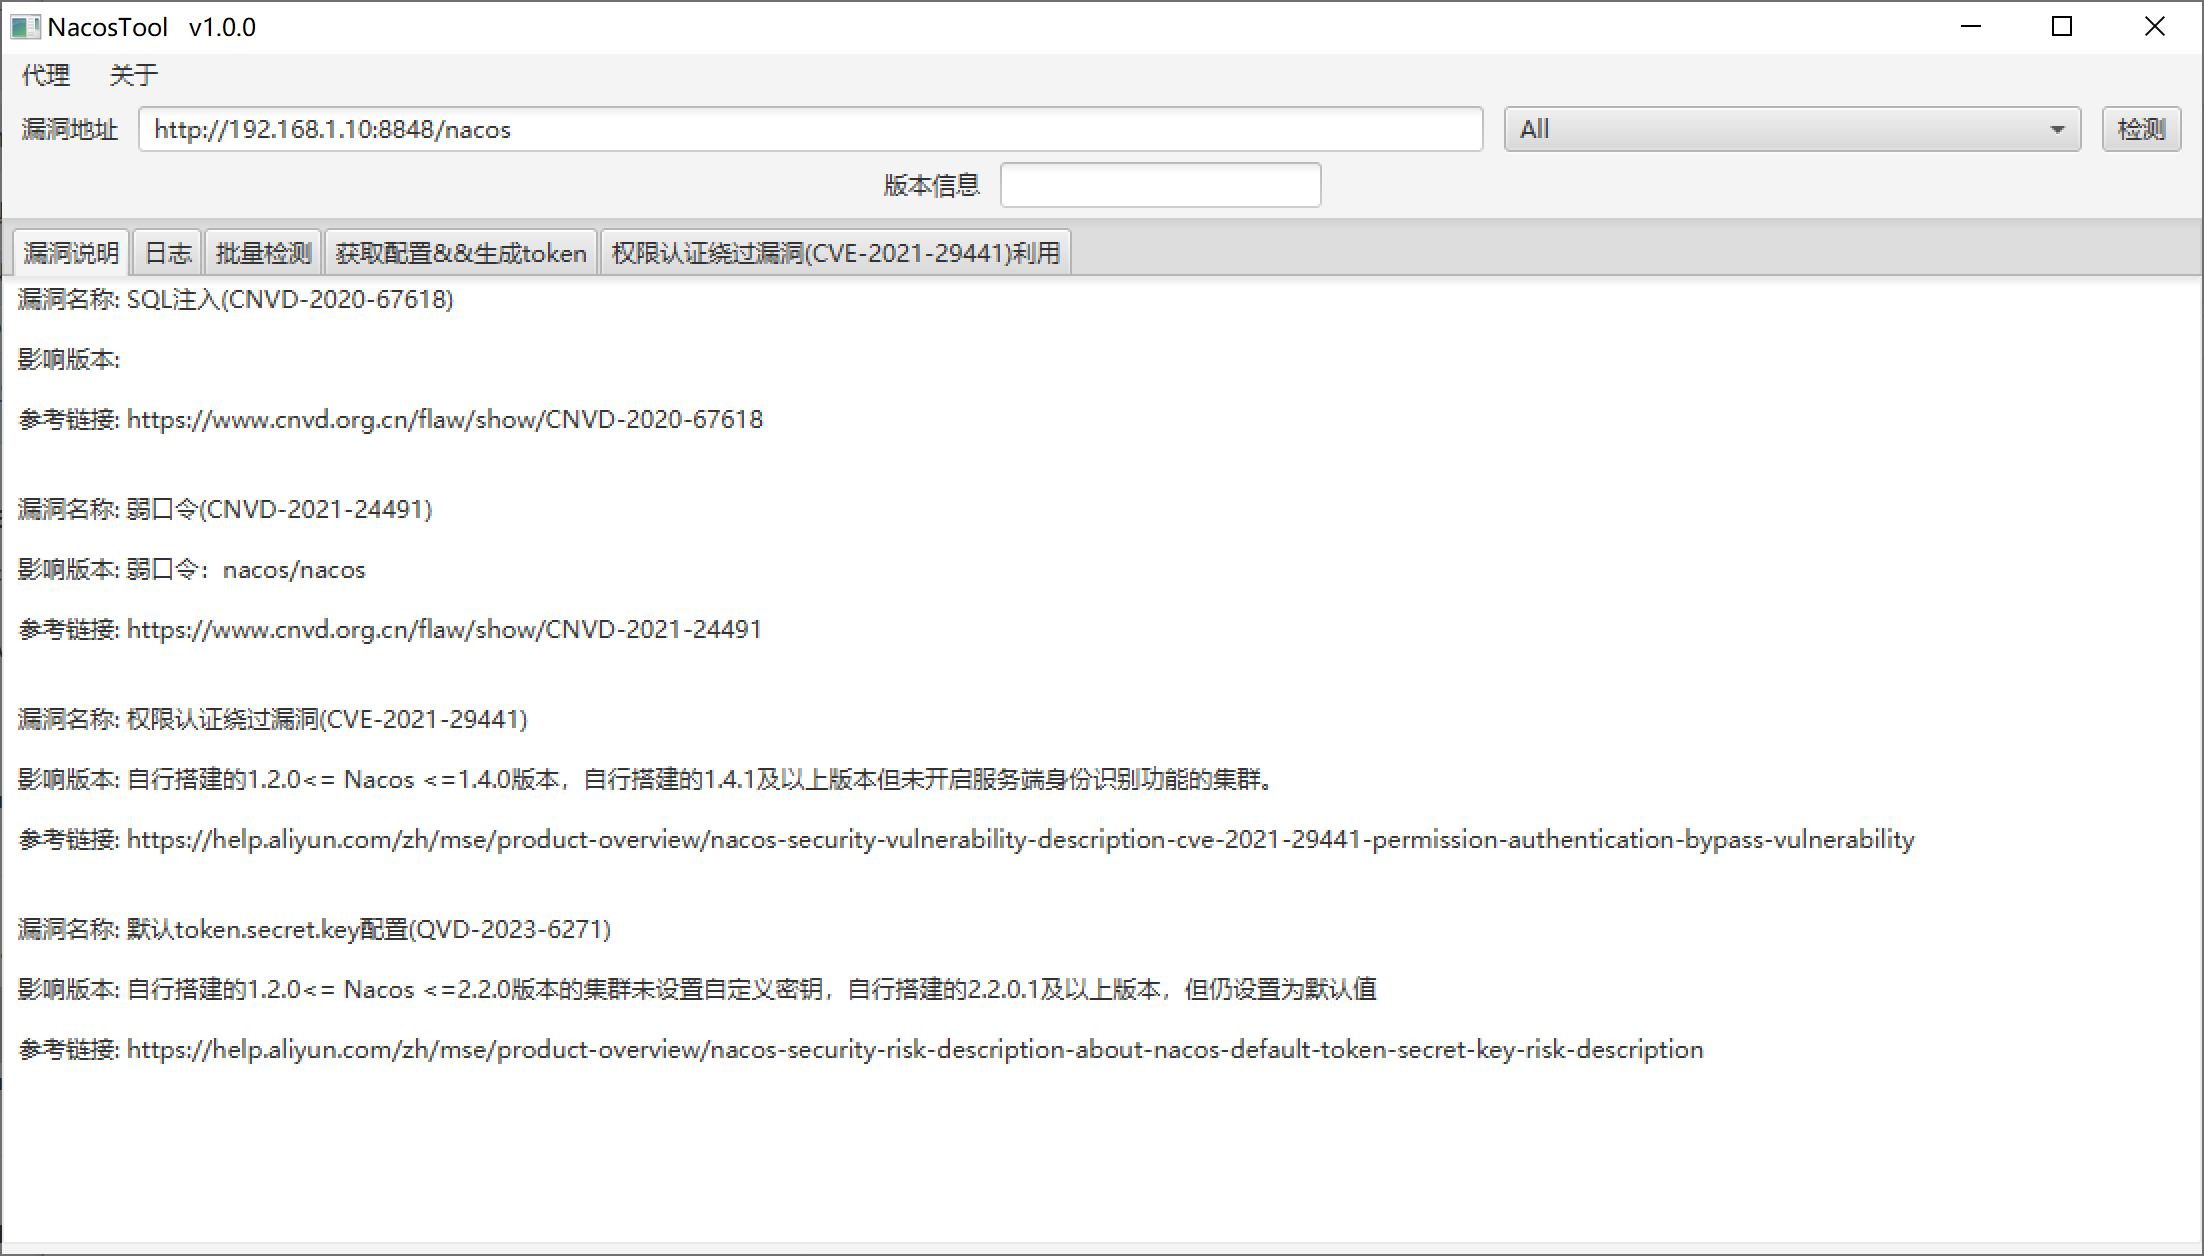 NacosTool   v1.0.0
代理 关于
漏洞地址 http://192.168.1.10:8848/nacos All 检测
版本信息
漏洞说明 日志 批量检测 获取配置&&生成token 权限认证绕过漏洞(CVE-2021-29441)利用
漏洞名称: SQL注入(CNVD-2020-67618)
影响版本:
参考链接: https://www.cnvd.org.cn/flaw/show/CNVD-2020-67618
漏洞名称: 弱口令(CNVD-2021-24491)
影响版本: 弱口令：nacos/nacos
参考链接: https://www.cnvd.org.cn/flaw/show/CNVD-2021-24491
漏洞名称: 权限认证绕过漏洞(CVE-2021-29441)
影响版本: 自行搭建的1.2.0<= Nacos <=1.4.0版本，自行搭建的1.4.1及以上版本但未开启服务端身份识别功能的集群。
参考链接: https://help.aliyun.com/zh/mse/product-overview/nacos-security-vulnerability-description-cve-2021-29441-permission-authentication-bypass-vulnerability
漏洞名称: 默认token.secret.key配置(QVD-2023-6271)
影响版本: 自行搭建的1.2.0<= Nacos <=2.2.0版本的集群未设置自定义密钥，自行搭建的2.2.0.1及以上版本，但仍设置为默认值
参考链接: https://help.aliyun.com/zh/mse/product-overview/nacos-security-risk-description-about-nacos-default-token-secret-key-risk-description